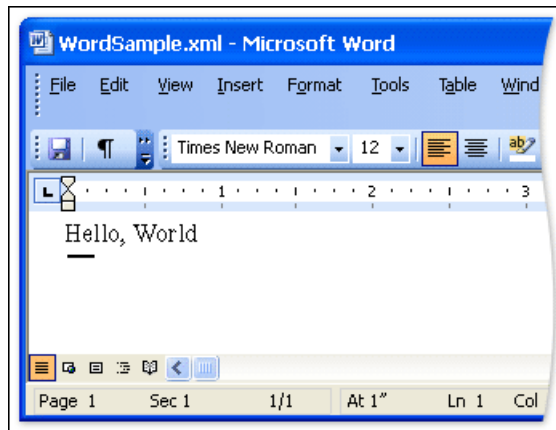 WordSample.xml - Microsoft Word
File Edit View Insert Format Tools Table Wind
Times New Roman 12 ab
1 2 3
Hello, World
Page 1 Sec 1 1/1 At 1" Ln 1 Col